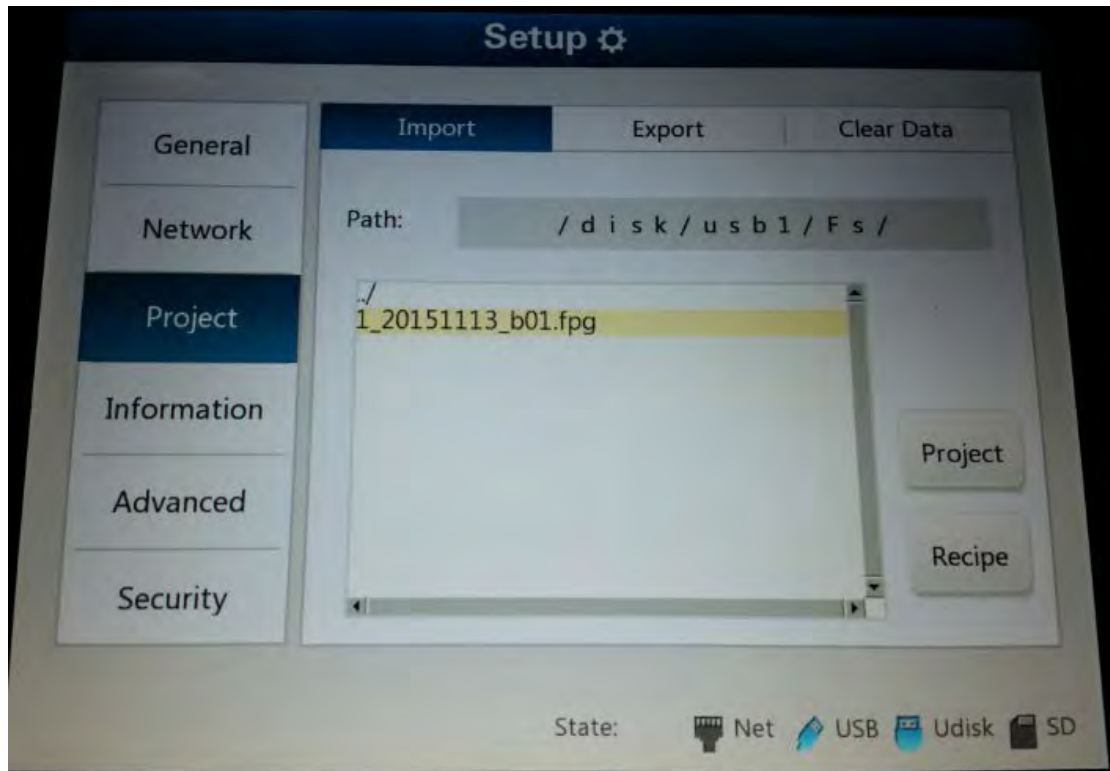 Setup
General
Network
Project
Information
Advanced
Security
Import Export Clear Data
Path: /disk/usb1/Fs/
../
1_20151113_b01.fpg
Project
Recipe
State: Net USB Udisk SD